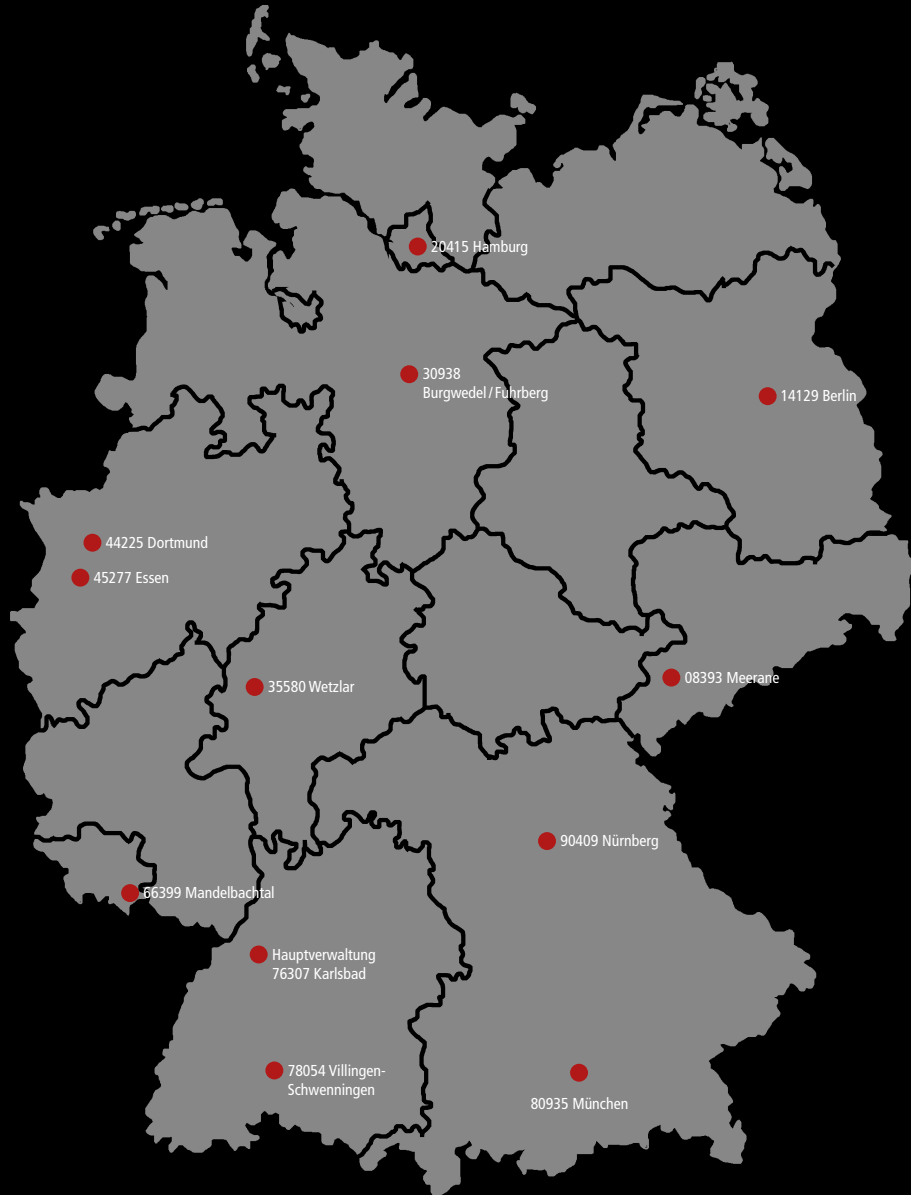 20415 Hamburg
30938
Burgwedel/Fuhrberg
14129 Berlin
44225 Dortmund
45277 Essen
35580 Wetzlar
08393 Meerane
90409 Nürnberg
66399 Mandelbachtal
Hauptverwaltung
76307 Karlsbad
78054 Villingen-
Schwenningen
80935 München